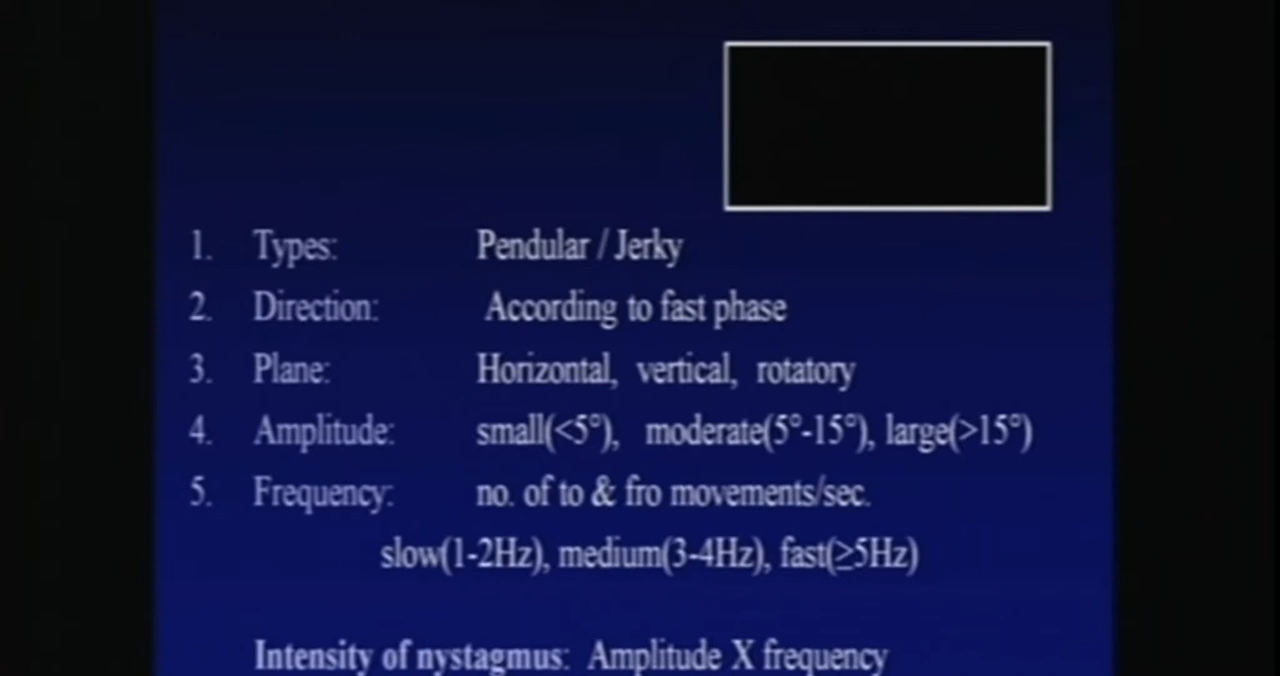 1. Types: Pendular / Jerky
2. Direction: According to fast phase
3. Plane: Horizontal, vertical, rotatory
4. Amplitude: small(<5°), moderate(5°-15°), large(>15°)
5. Frequency: no. of to & fro movements/sec.
slow(1-2Hz), medium(3-4Hz), fast(≥5Hz)
Intensity of nystagmus: Amplitude X frequency